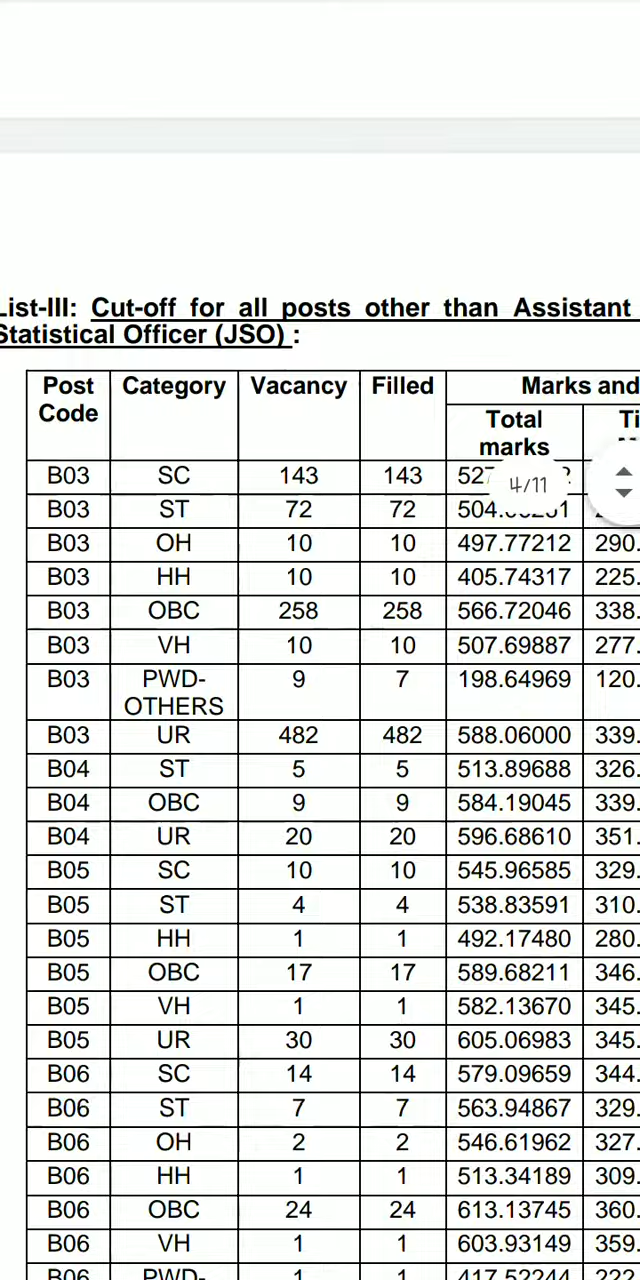 List-III: Cut-off for all posts other than Assistant
Statistical Officer (JSO) :
Post Code Category Vacancy Filled Marks and
Total marks Ti
B03 SC 143 143
4/11
B03 ST 72 72
B03 OH 10 10 497.77212 290.
B03 HH 10 10 405.74317 225.
B03 OBC 258 258 566.72046 338.
B03 VH 10 10 507.69887 277.
B03 PWD-OTHERS 9 7 198.64969 120.
B03 UR 482 482 588.06000 339.
B04 ST 5 5 513.89688 326.
B04 OBC 9 9 584.19045 339.
B04 UR 20 20 596.68610 351.
B05 SC 10 10 545.96585 329.
B05 ST 4 4 538.83591 310.
B05 HH 1 1 492.17480 280.
B05 OBC 17 17 589.68211 346.
B05 VH 1 1 582.13670 345.
B05 UR 30 30 605.06983 345.
B06 SC 14 14 579.09659 344.
B06 ST 7 7 563.94867 329.
B06 OH 2 2 546.61962 327.
B06 HH 1 1 513.34189 309.
B06 OBC 24 24 613.13745 360.
B06 VH 1 1 603.93149 359.
B06 PWD- 1 1 417.52244 222.